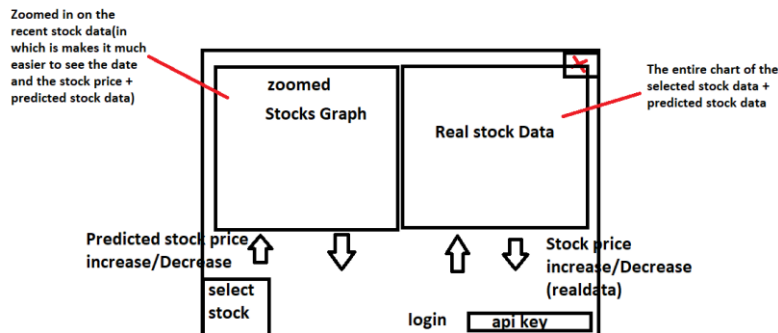 Zoomed in on the
recent stock data(in
which is makes it much
easier to see the date
and the stock price +
predicted stock data)
zoomed
Stocks Graph
Real stock Data
The entire chart of the
selected stock data +
predicted stock data
Predicted stock price
increase/Decrease
Stock price
increase/Decrease
(realdata)
select
stock
login
api key